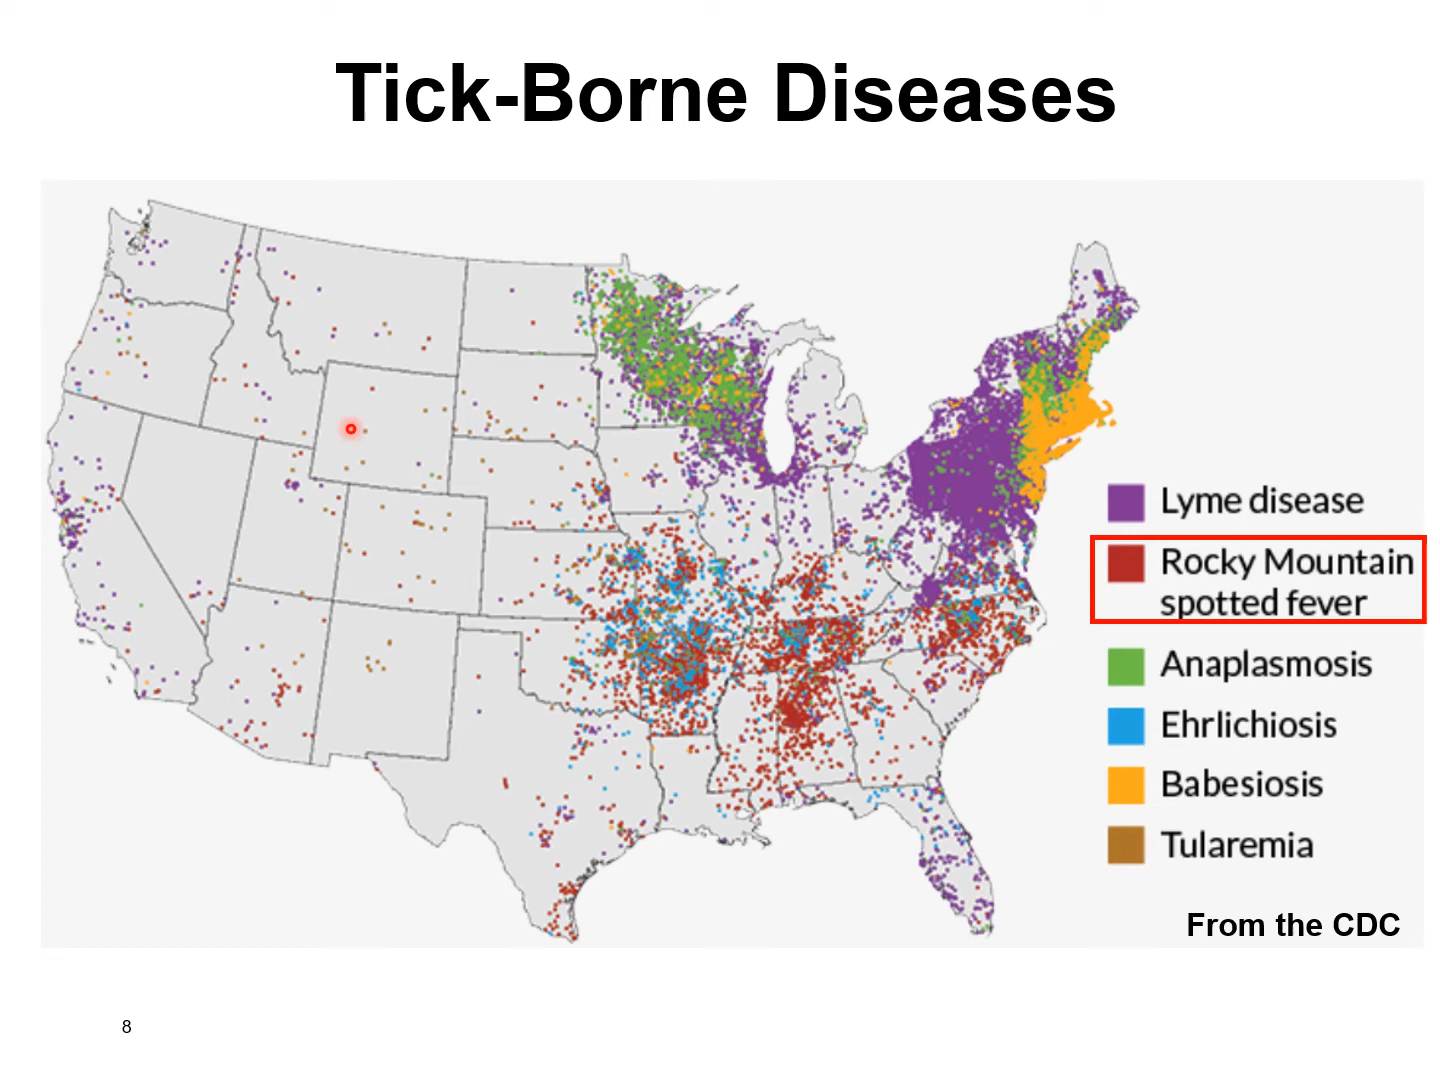 Tick-Borne Diseases
Lyme disease
Rocky Mountain
spotted fever
Anaplasmosis
Ehrlichiosis
Babesiosis
Tularemia
From the CDC
8